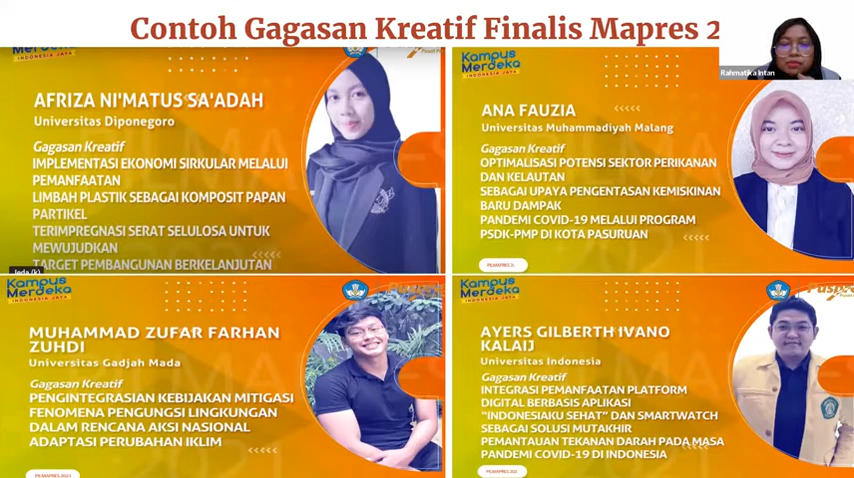 Contoh Gagasan Kreatif Finalis Mapres 2
Rahmatika Intan
Merdeka
INDONESIA JAYA
AFRIZA NI'MATUS SA'ADAH
Universitas Diponegoro
Gagasan Kreatif
IMPLEMENTASI EKONOMI SIRKULAR MELALUI
PEMANFAATAN
LIMBAH PLASTIK SEBAGAI KOMPOSIT PAPAN
PARTIKEL
TERIMPREGNASI SERAT SELULOSA UNTUK
MEWUJUDKAN
TARGET PEMBANGUNAN BERKELANJUTAN
Jeda (k)
Kampus
Merdeka
INDONESIA JAYA
ANA FAUZIA
Universitas Muhammadiyah Malang
Gagasan Kreatif
OPTIMALISASI POTENSI SEKTOR PERIKANAN
DAN KELAUTAN
SEBAGAI UPAYA PENGENTASAN KEMISKINAN
BARU DAMPAK
PANDEMI COVID-19 MELALUI PROGRAM
PSDK-PMP DI KOTA PASURUAN
Kampus
Merdeka
INDONESIA JAYA
MUHAMMAD ZUFAR FARHAN
ZUHDI
Universitas Gadjah Mada
Gagasan Kreatif
PENGINTEGRASIAN KEBIJAKAN MITIGASI
FENOMENA PENGUNGSI LINGKUNGAN
DALAM RENCANA AKSI NASIONAL
ADAPTASI PERUBAHAN IKLIM
PILMAPRES 2021
Kampus
Merdeka
INDONESIA JAYA
AYERS GILBERTH IVANO
KALAIJ
Universitas Indonesia
Gagasan Kreatif
INTEGRASI PEMANFAATAN PLATFORM
DIGITAL BERBASIS APLIKASI
"INDONESIAKU SEHAT" DAN SMARTWATCH
SEBAGAI SOLUSI MUTAKHIR
PEMANTAUAN TEKANAN DARAH PADA MASA
PANDEMI COVID-19 DI INDONESIA